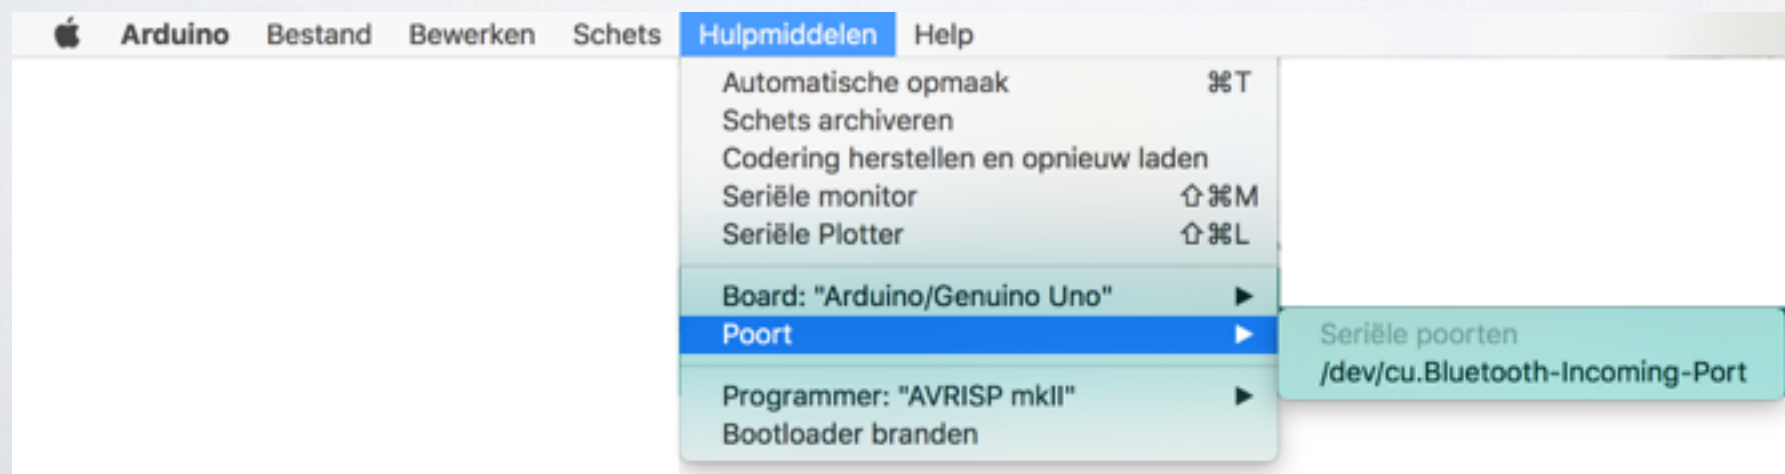 Arduino Bestand Bewerken Schets Hulpmiddelen Help
Automatische opmaak ⌘T
Schets archiveren
Codering herstellen en opnieuw laden
Seriële monitor ⇧⌘M
Seriële Plotter ⇧⌘L
Board: "Arduino/Genuino Uno" ▶
Poort ▶
Seriële poorten
/dev/cu.Bluetooth-Incoming-Port
Programmer: "AVRISP mkII" ▶
Bootloader branden